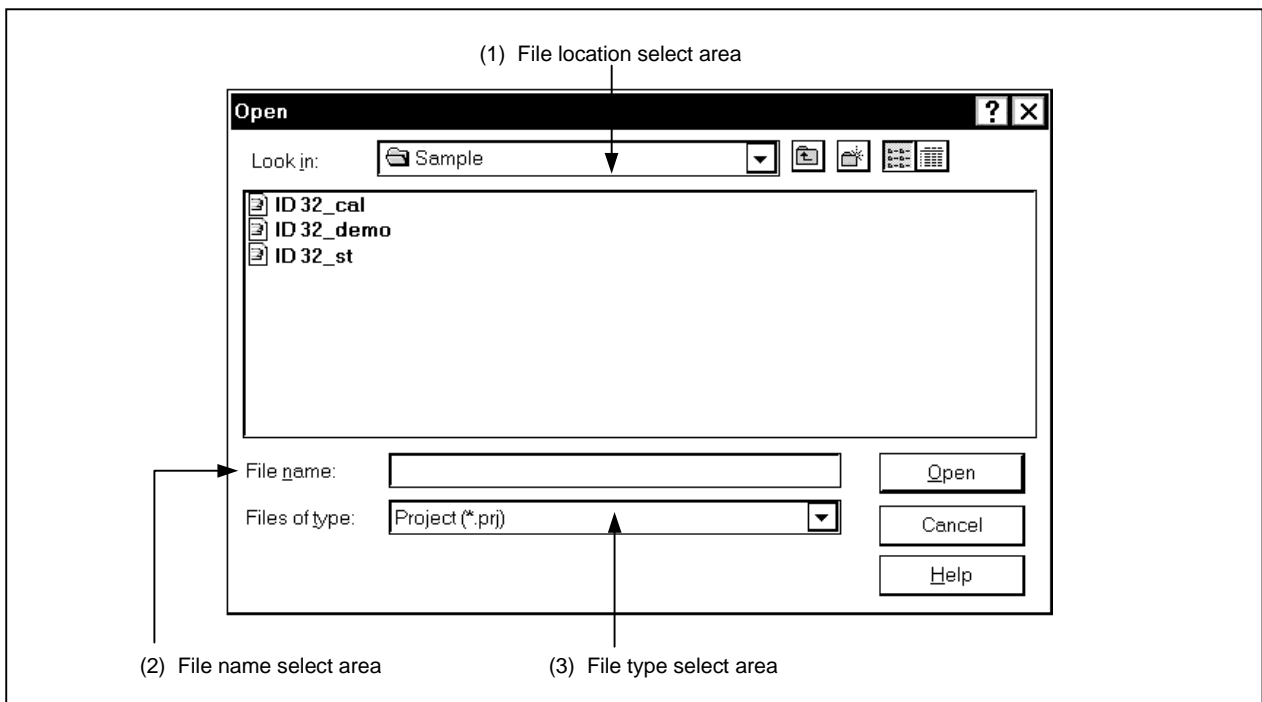 (1) File location select area
Open
Look in: Sample
ID 32_cal
ID 32_demo
ID 32_st
File name: Open
Files of type: Project (*.prj) Cancel
Help
(2) File name select area (3) File type select area